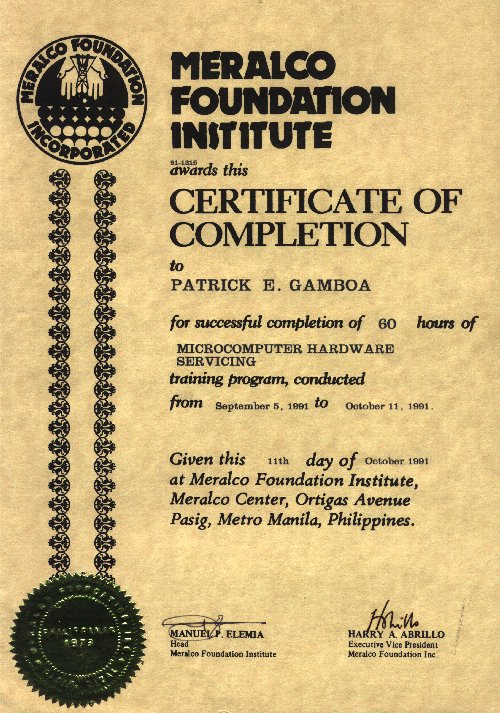 MERALCO FOUNDATION
INCORPORATED
MERALCO
FOUNDATION
INSTITUTE
awards this
CERTIFICATE OF
COMPLETION
to
PATRICK E. GAMBOA
for successful completion of 60 hours of
MICROCOMPUTER HARDWARE
SERVICING
training program, conducted
from September 5, 1991 to October 11, 1991.
Given this 11th day of October 1991
at Meralco Foundation Institute,
Meralco Center, Ortigas Avenue
Pasig, Metro Manila, Philippines.
MANUEL P. ELEMIA
Head
Meralco Foundation Institute
HARRY A. ABRILLO
Executive Vice President
Meralco Foundation Inc.